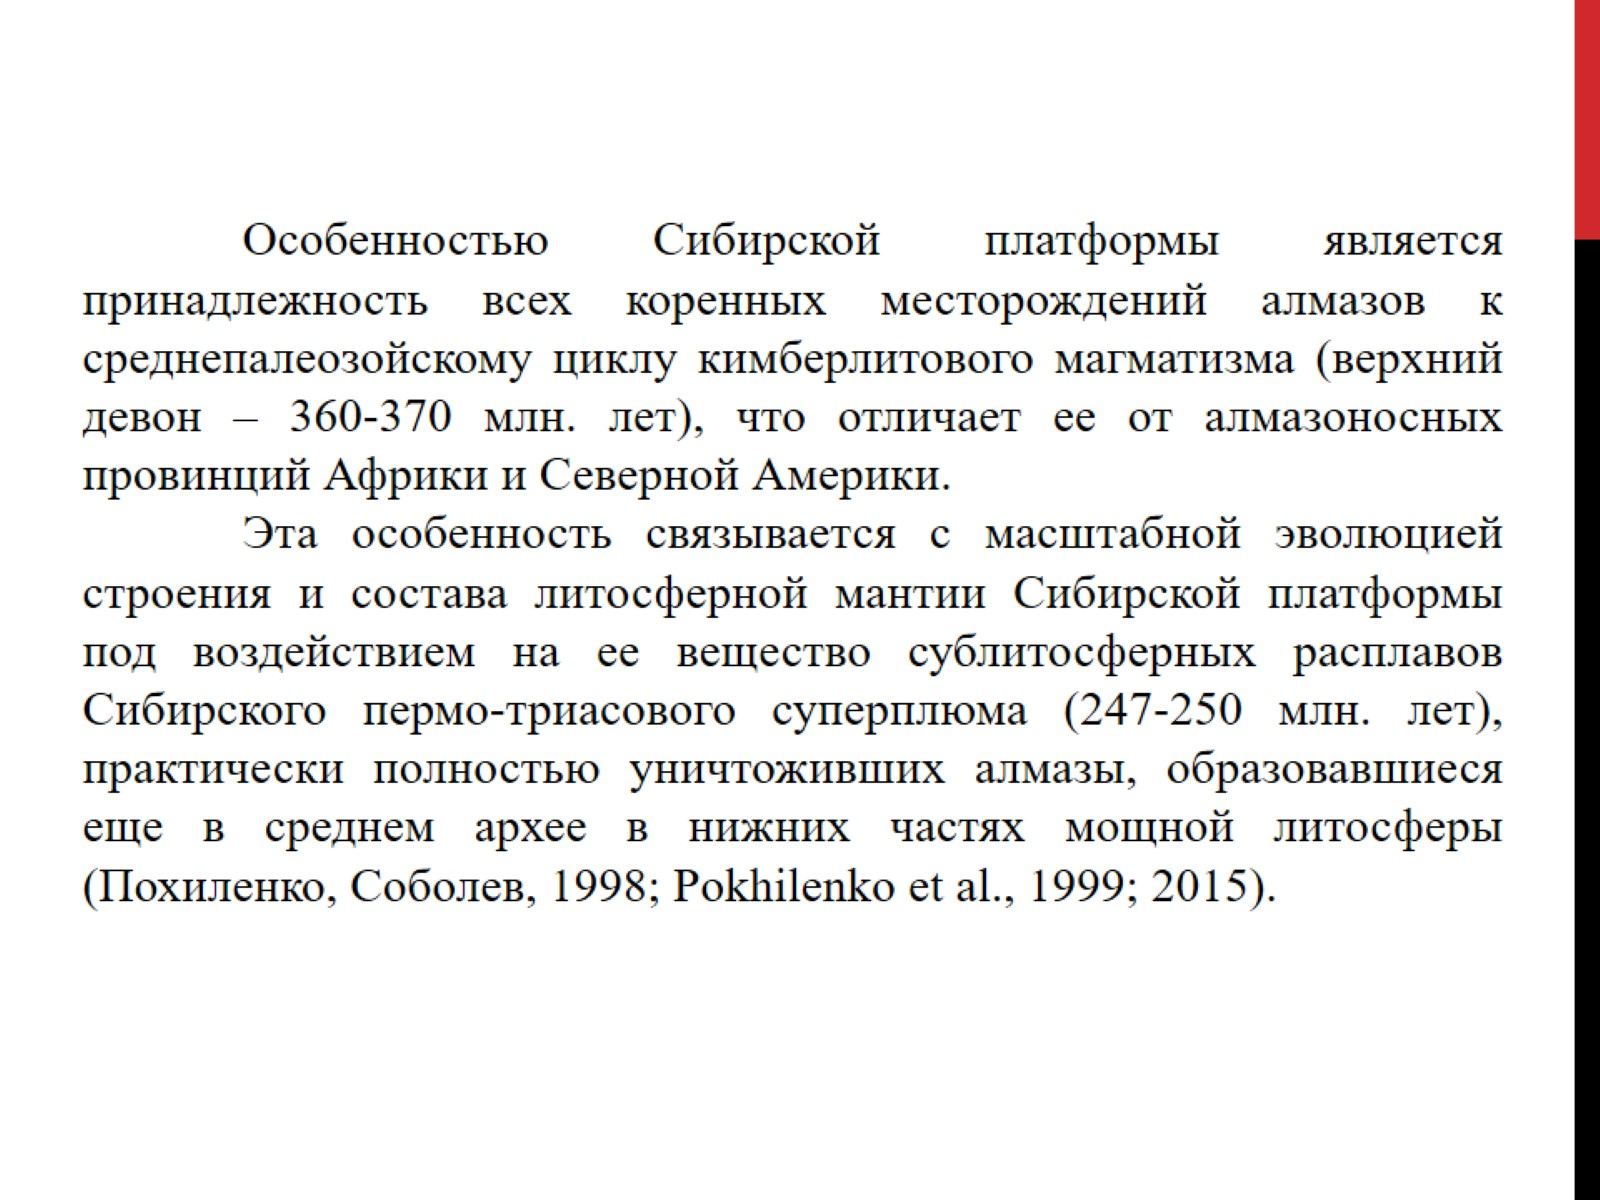 Особенностью Сибирской платформы является
принадлежность всех коренных месторождений алмазов к
среднепалеозойскому циклу кимберлитового магматизма (верхний
девон – 360-370 млн. лет), что отличает ее от алмазоносных
провинций Африки и Северной Америки.
Эта особенность связывается с масштабной эволюцией
строения и состава литосферной мантии Сибирской платформы
под воздействием на ее вещество сублитосферных расплавов
Сибирского пермо-триасового суперплюма (247-250 млн. лет),
практически полностью уничтоживших алмазы, образовавшиеся
еще в среднем архее в нижних частях мощной литосферы
(Похиленко, Соболев, 1998; Pokhilenko et al., 1999; 2015).